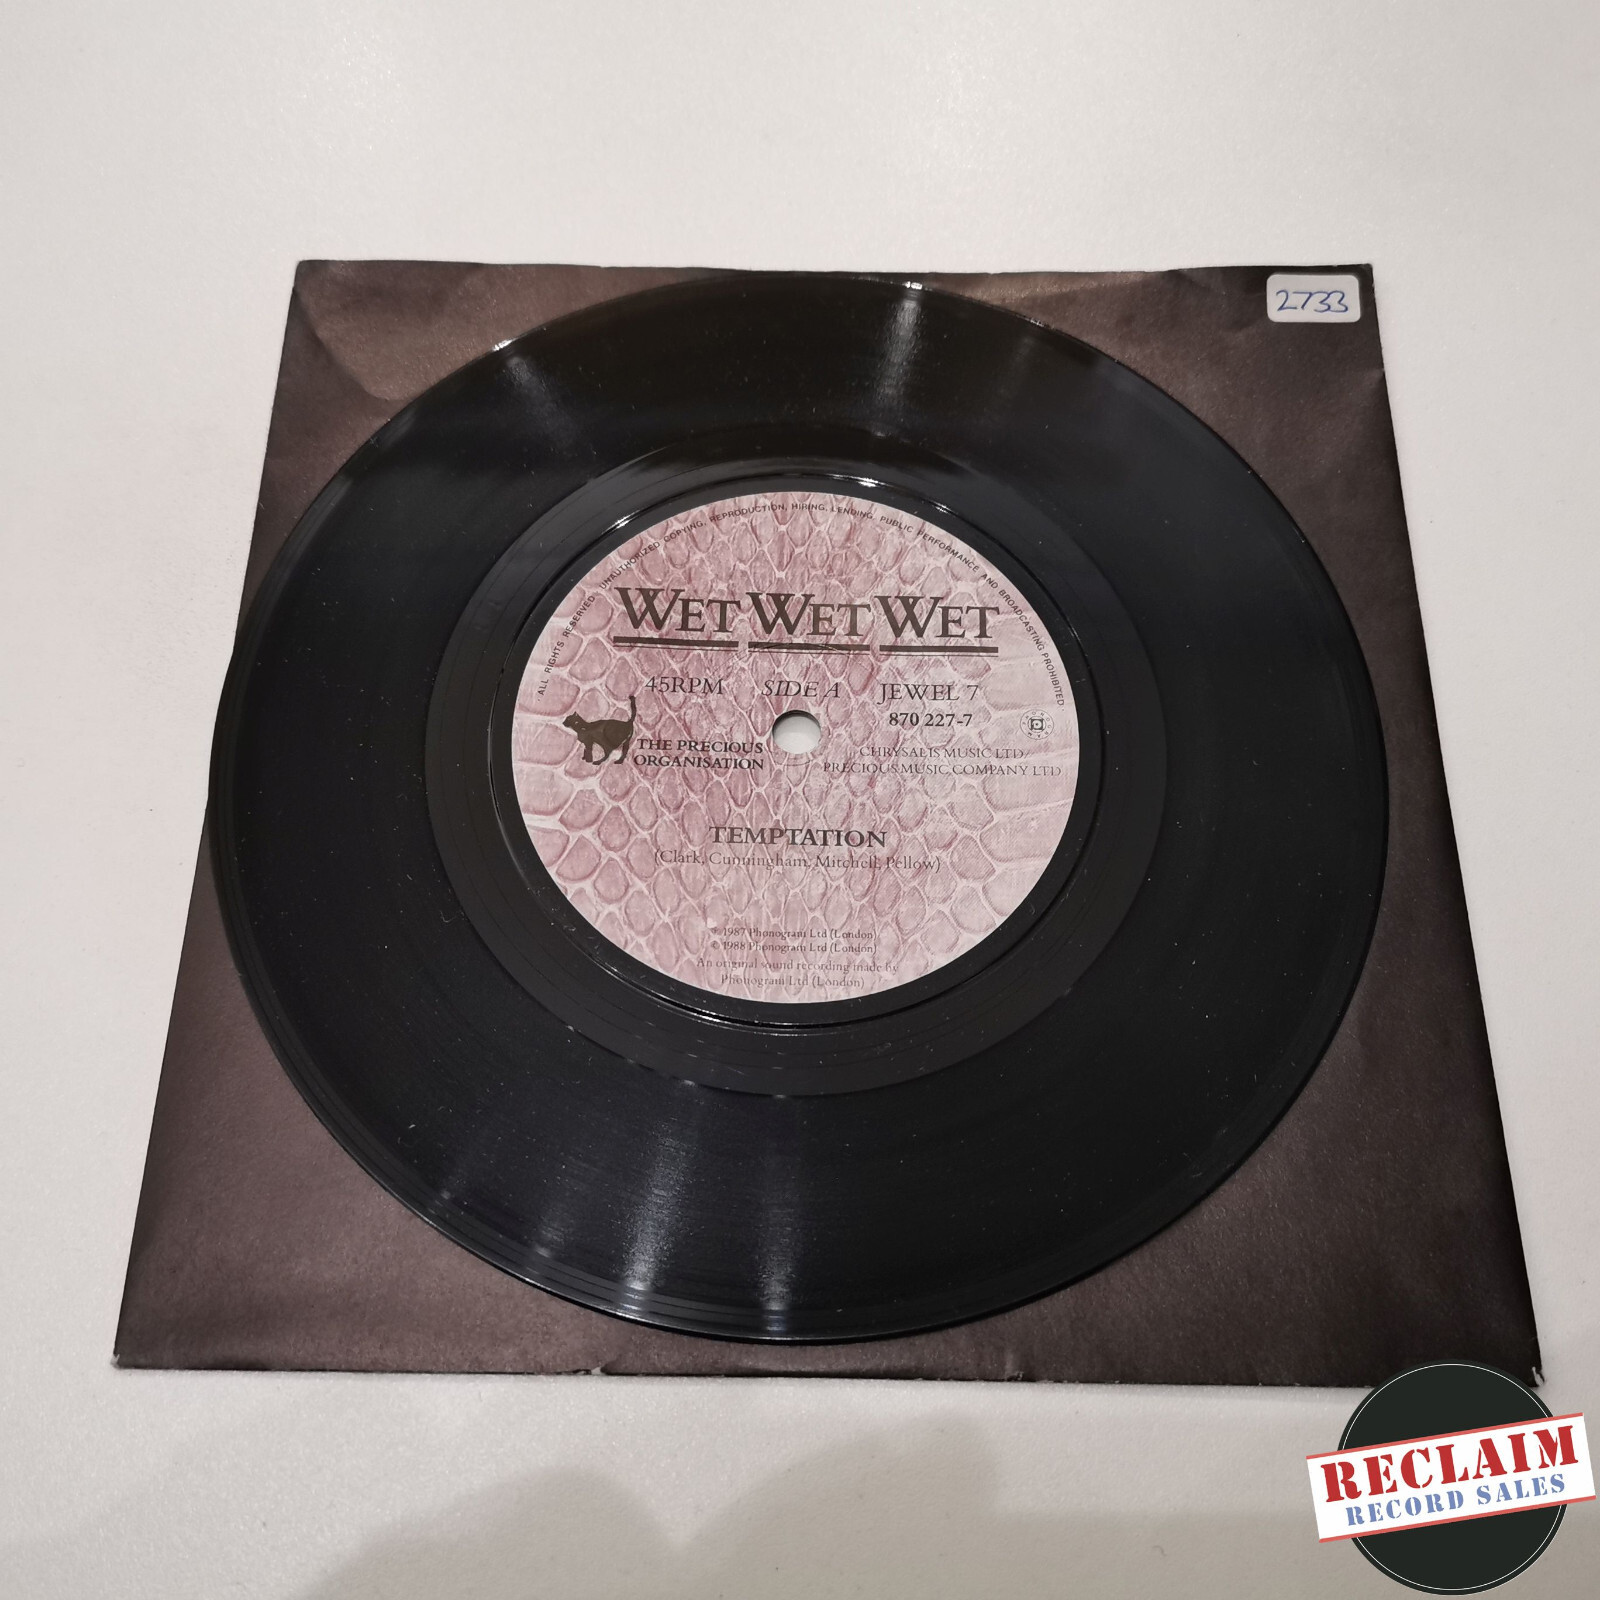 2733
ALL RIGHTS RESERVED. UNAUTHORIZED COPYING, REPRODUCTION, HIRING, LENDING, PUBLIC PERFORMANCE AND BROADCASTING PROHIBITED
WET WET WET
45RPM SIDE A JEWEL 7
870 227-7
THE PRECIOUS
ORGANISATION
CHRYSALIS MUSIC LTD/
PRECIOUS MUSIC COMPANY LTD
TEMPTATION
(Clark, Cunningham, Mitchell, Pellow)
℗ 1987 Phonogram Ltd (London)
© 1988 Phonogram Ltd (London)
An original sound recording made by
Phonogram Ltd (London)
RECLAIM
RECORD SALES